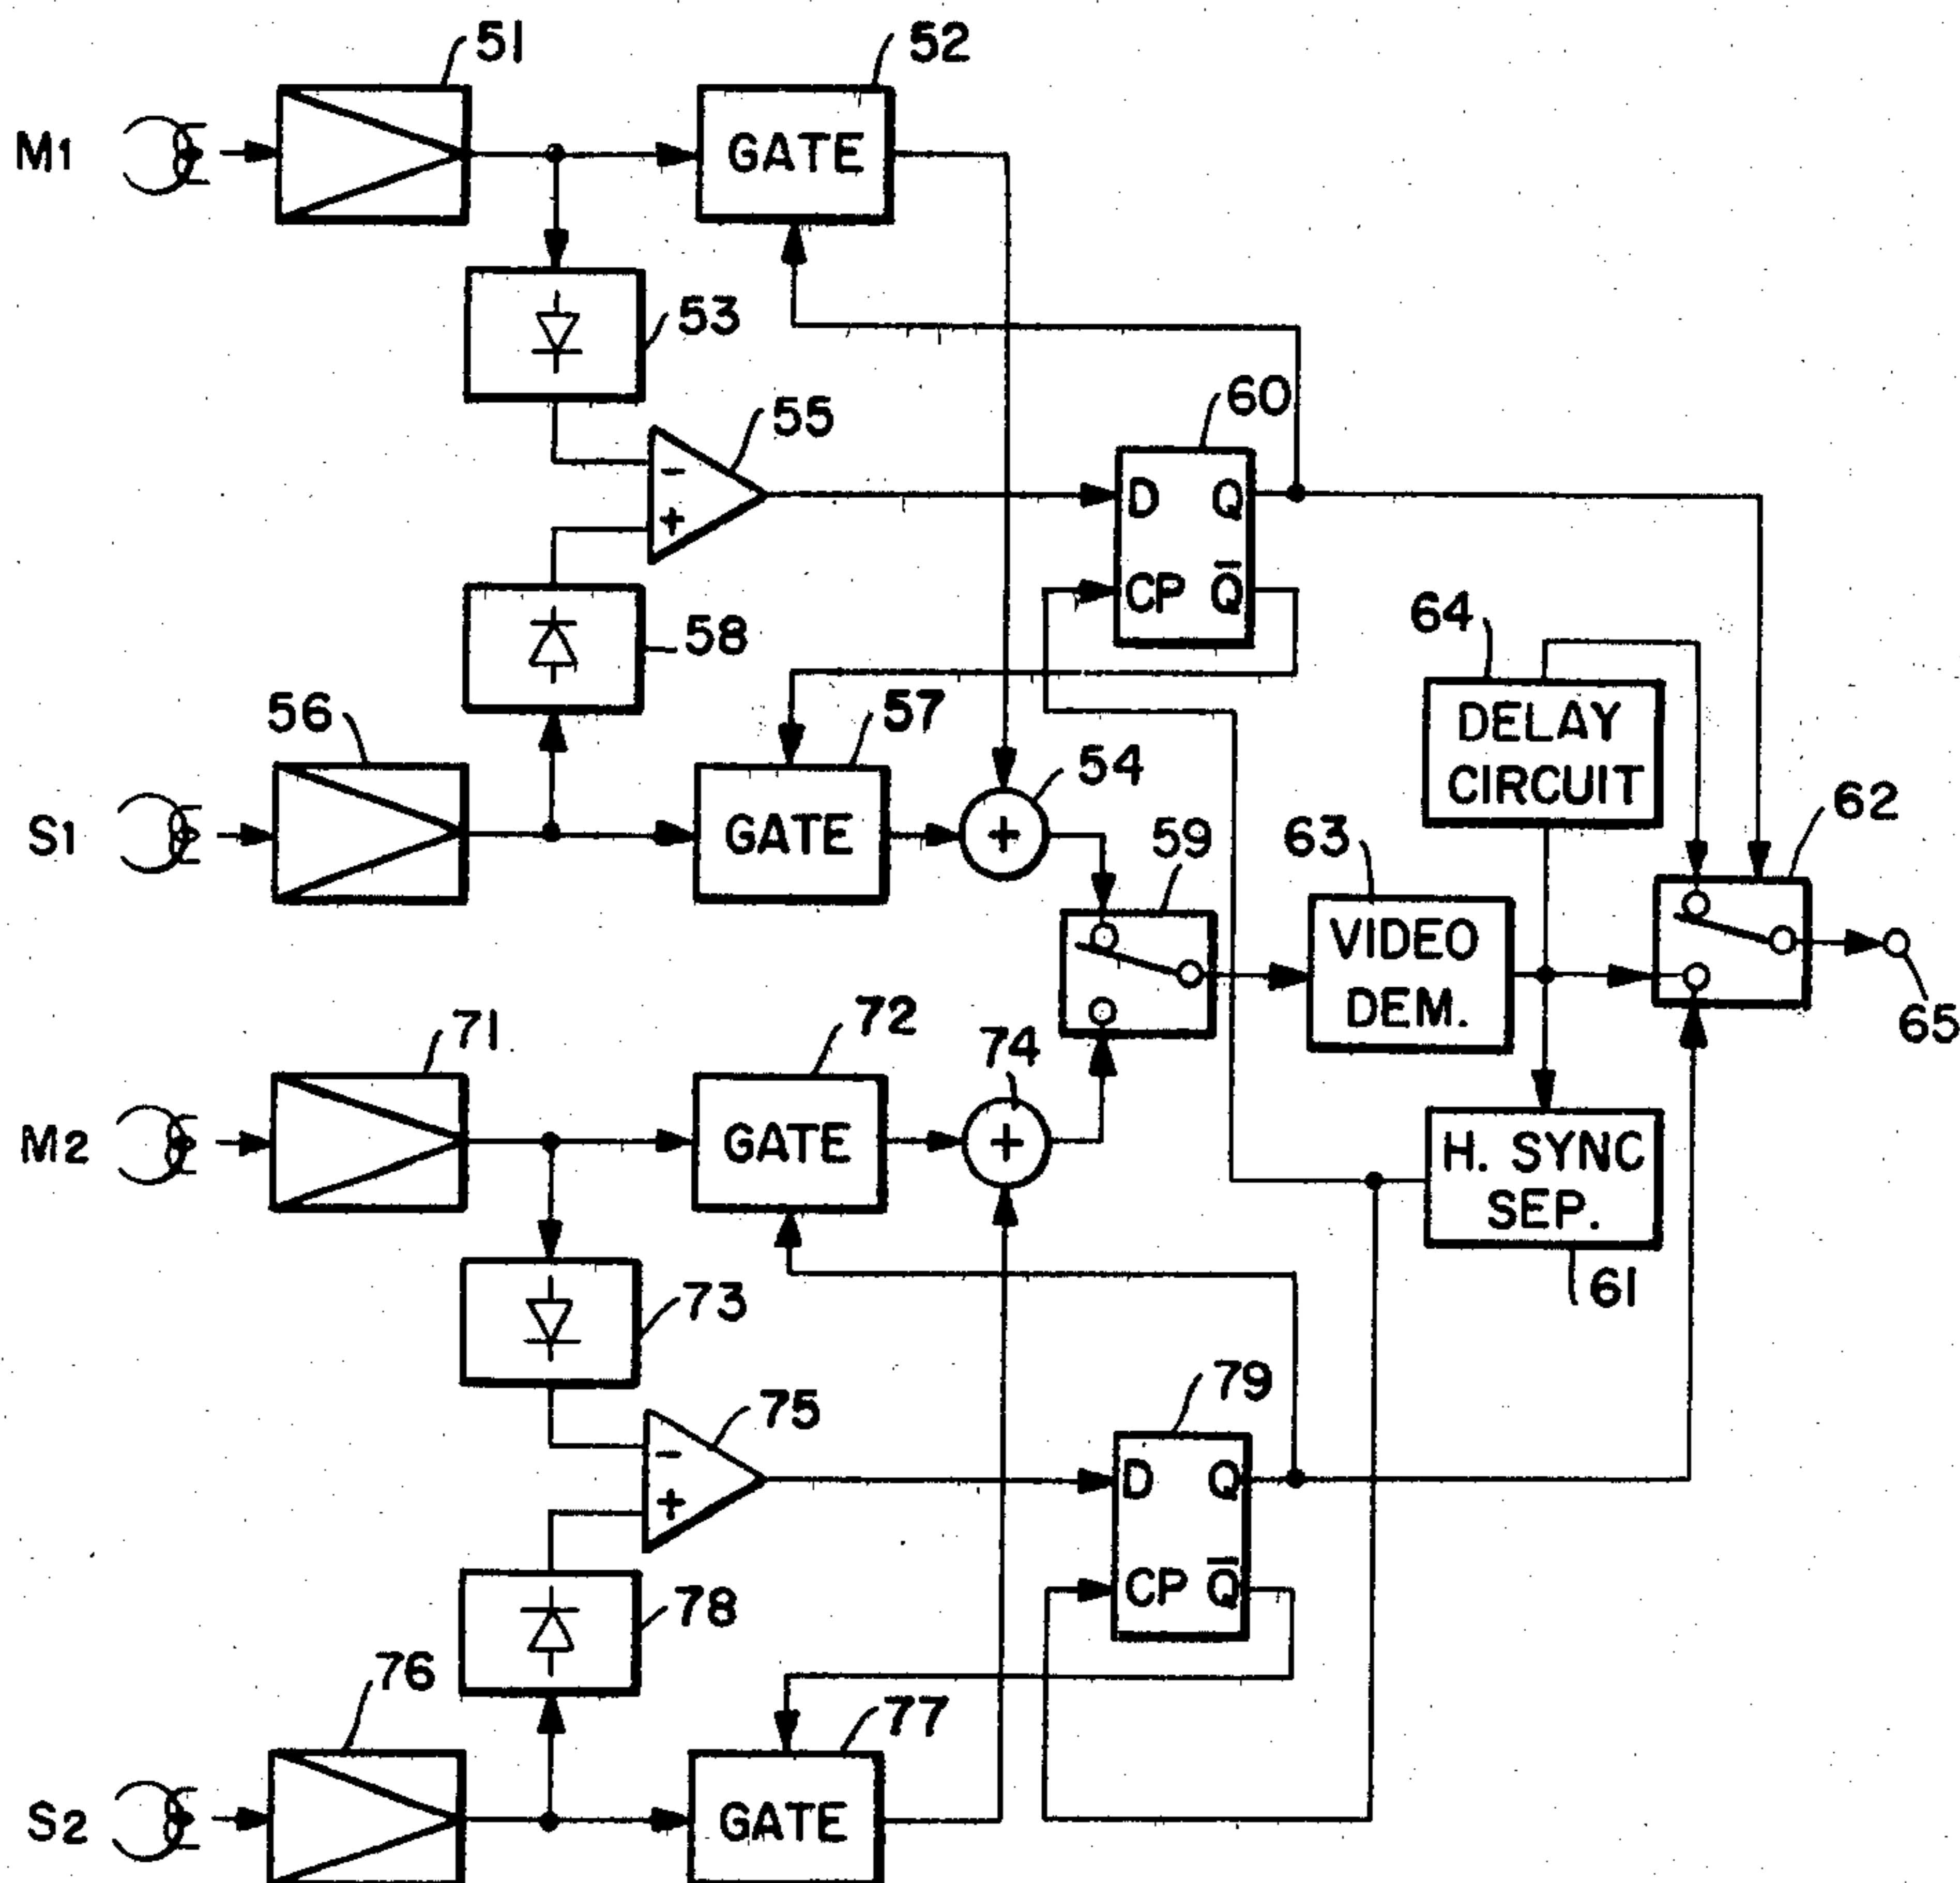 51
52
M1
GATE
53
55
60
-
+
D Q
CP Q̅
58
64
DELAY
CIRCUIT
56
57
54
S1
GATE
+
59
63
62
VIDEO
DEM.
65
71
72
74
M2
GATE
+
H. SYNC
SEP.
61
73
75
79
-
+
D Q
CP Q̅
78
76
77
S2
GATE